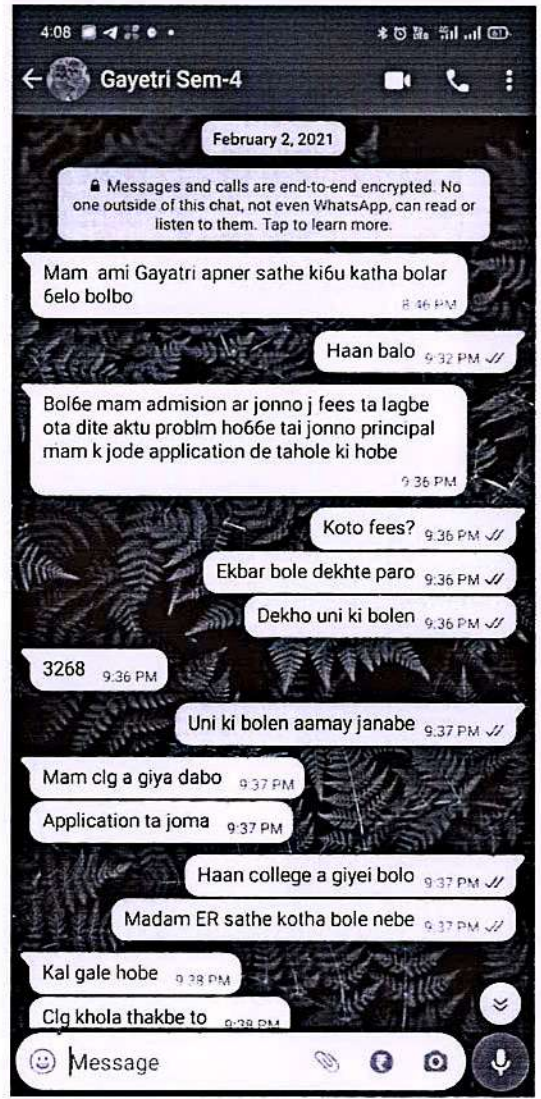 4:08
Gayetri Sem-4
February 2, 2021
Messages and calls are end-to-end encrypted. No
one outside of this chat, not even WhatsApp, can read or
listen to them. Tap to learn more.
Mam ami Gayatri apner sathe ki6u katha bolar
6elo bolbo
8:46 PM
Haan balo 9:32 PM
Bol6e mam admision ar jonno j fees ta lagbe
ota dite aktu problm ho66e tai jonno principal
mam k jode application de tahole ki hobe
9:36 PM
Koto fees? 9:36 PM
Ekbar bole dekhte paro 9:36 PM
Dekho uni ki bolen 9:36 PM
3268 9:36 PM
Uni ki bolen aamay janabe 9:37 PM
Mam clg a giya dabo 9:37 PM
Application ta joma 9:37 PM
Haan college a giyei bolo 9:37 PM
Madam ER sathe kotha bole nebe 9:37 PM
Kal gale hobe 9:38 PM
Clg khola thakbe to 9:38 PM
Message